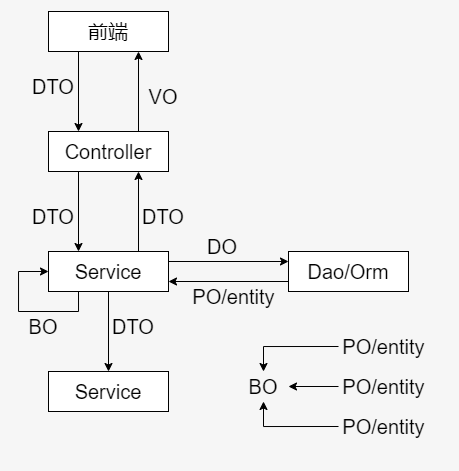 前端
DTO
VO
Controller
DTO
DTO
Service
DO
Dao/Orm
PO/entity
BO
DTO
Service
PO/entity
BO
PO/entity
PO/entity